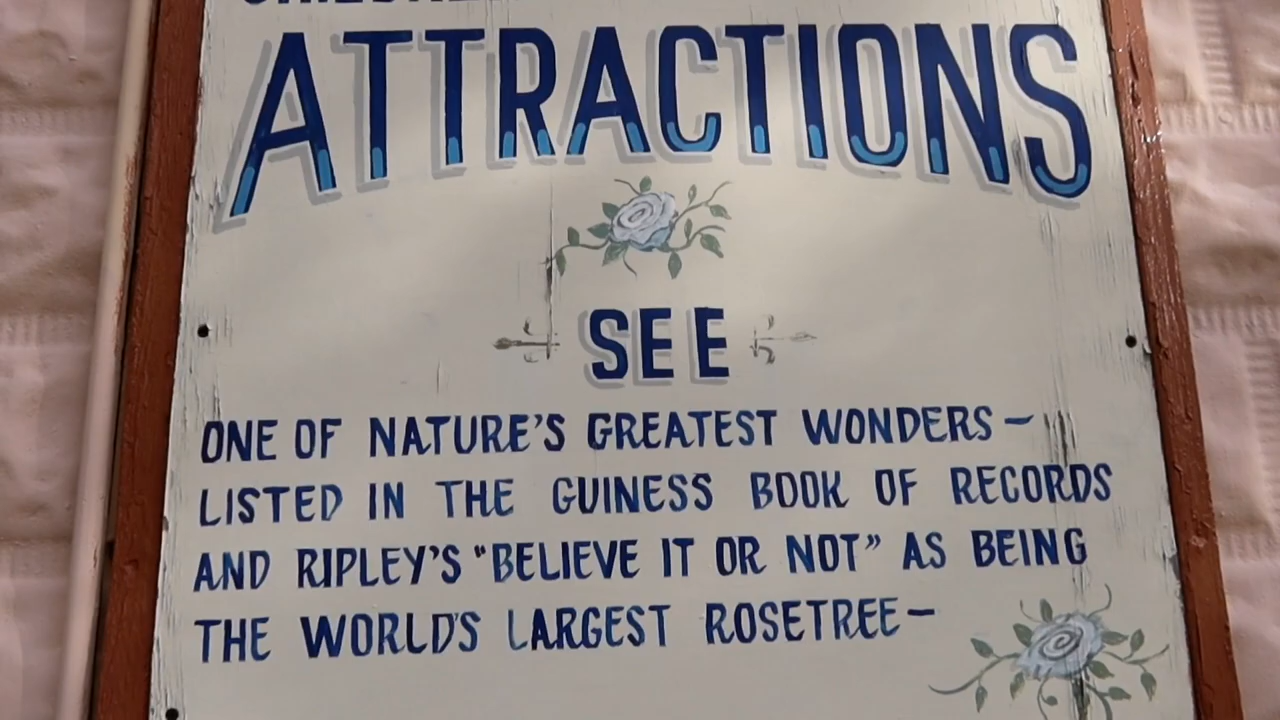 ATTRACTIONS
SEE
ONE OF NATURE'S GREATEST WONDERS—
LISTED IN THE GUINESS BOOK OF RECORDS
AND RIPLEY'S "BELIEVE IT OR NOT" AS BEING
THE WORLD'S LARGEST ROSETREE—